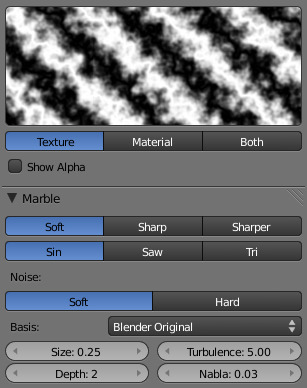 Texture Material Both
Show Alpha
Marble
Soft Sharp Sharper
Sin Saw Tri
Noise:
Soft Hard
Basis: Blender Original
Size: 0.25 Turbulence: 5.00
Depth: 2 Nabla: 0.03